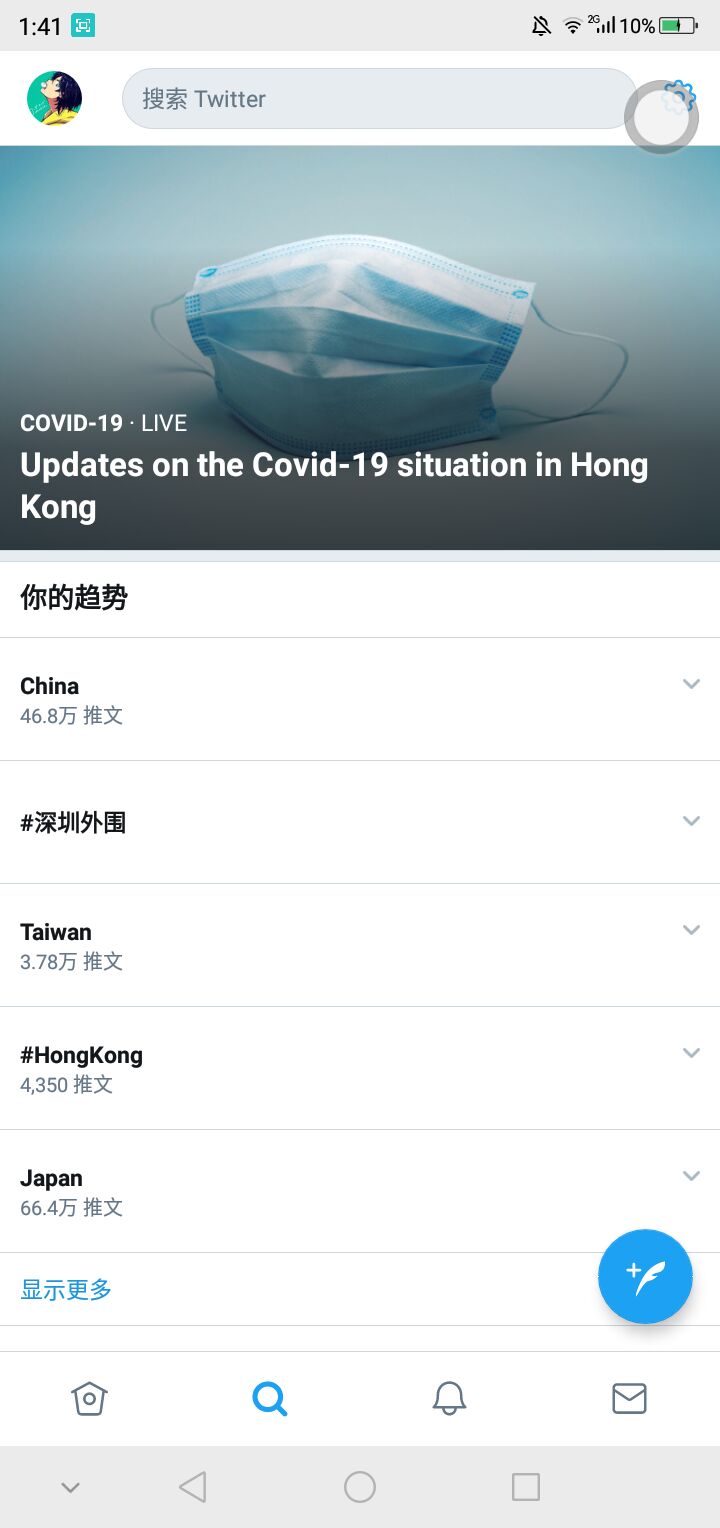 1:41
2G
10%
搜索 Twitter
COVID-19 · LIVE
Updates on the Covid-19 situation in Hong
Kong
你的趋势
China
46.8万 推文
#深圳外围
Taiwan
3.78万 推文
#HongKong
4,350 推文
Japan
66.4万 推文
显示更多